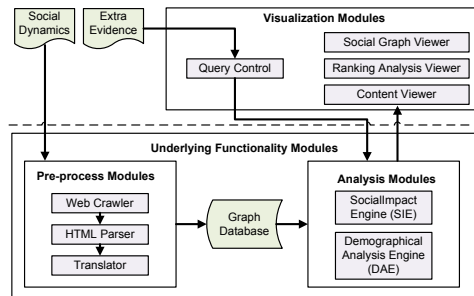 Social
Dynamics
Extra
Evidence
Visualization Modules
Query Control
Social Graph Viewer
Ranking Analysis Viewer
Content Viewer
Underlying Functionality Modules
Pre-process Modules
Web Crawler
HTML Parser
Translator
Graph
Database
Analysis Modules
SocialImpact
Engine (SIE)
Demographical
Analysis Engine
(DAE)